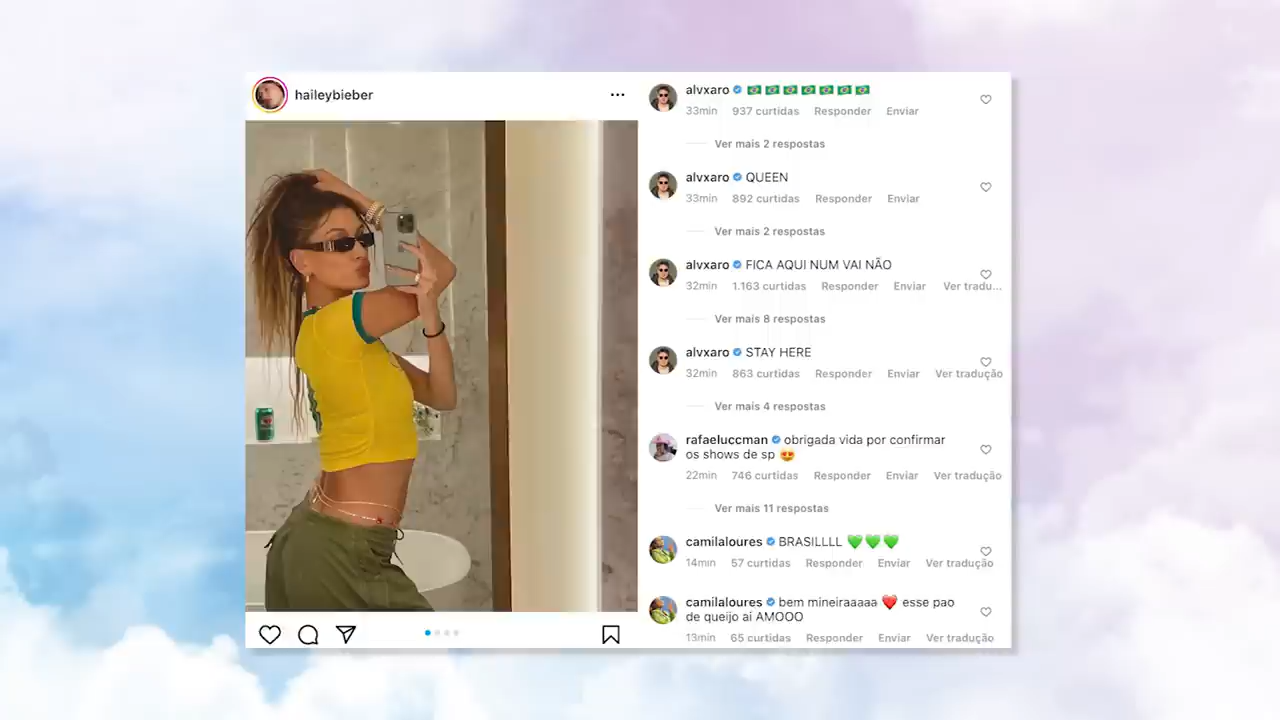 haileybieber
alvxaro 🇧🇷🇧🇷🇧🇷🇧🇷🇧🇷🇧🇷🇧🇷
33min 937 curtidas Responder Enviar
Ver mais 2 respostas
alvxaro QUEEN
33min 892 curtidas Responder Enviar
Ver mais 2 respostas
alvxaro FICA AQUI NUM VAI NÃO
32min 1.163 curtidas Responder Enviar Ver tradu...
Ver mais 8 respostas
alvxaro STAY HERE
32min 863 curtidas Responder Enviar Ver tradução
Ver mais 4 respostas
rafaeluccman obrigada vida por confirmar
os shows de sp 😍
22min 746 curtidas Responder Enviar Ver tradução
Ver mais 11 respostas
camilaloures BRASILLLL 💚💚💚
14min 57 curtidas Responder Enviar Ver tradução
camilaloures bem mineiraaaaa ❤️ esse pao
de queijo ai AMOOO
13min 65 curtidas Responder Enviar Ver tradução